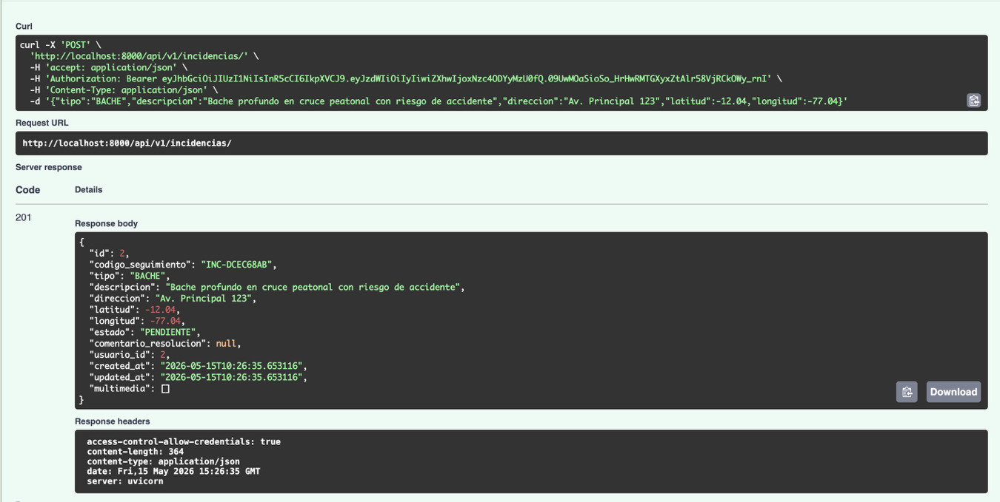 Curl
curl -X 'POST' \
'http://localhost:8000/api/v1/incidencias/' \
-H 'accept: application/json' \
-H 'Authorization: Bearer eyJhbGciOiJIUzI1NiIsInR5cCI6IkpXVCJ9.eyJzdWIiOiIyIiwiZXhwIjoxNzc4ODYyMzU0fQ.09UwMOaSioSo_HrHwRMTGXyxZtAlr58VjRCkOWy_rnI' \
-H 'Content-Type: application/json' \
-d '{"tipo":"BACHE","descripcion":"Bache profundo en cruce peatonal con riesgo de accidente","direccion":"Av. Principal 123","latitud":-12.04,"longitud":-77.04}'
Request URL
http://localhost:8000/api/v1/incidencias/
Server response
Code Details
201
Response body
{
"id": 2,
"codigo_seguimiento": "INC-DCEC68AB",
"tipo": "BACHE",
"descripcion": "Bache profundo en cruce peatonal con riesgo de accidente",
"direccion": "Av. Principal 123",
"latitud": -12.04,
"longitud": -77.04,
"estado": "PENDIENTE",
"comentario_resolucion": null,
"usuario_id": 2,
"created_at": "2026-05-15T10:26:35.653116",
"updated_at": "2026-05-15T10:26:35.653116",
"multimedia": []
}
Download
Response headers
access-control-allow-credentials: true
content-length: 364
content-type: application/json
date: Fri,15 May 2026 15:26:35 GMT
server: uvicorn